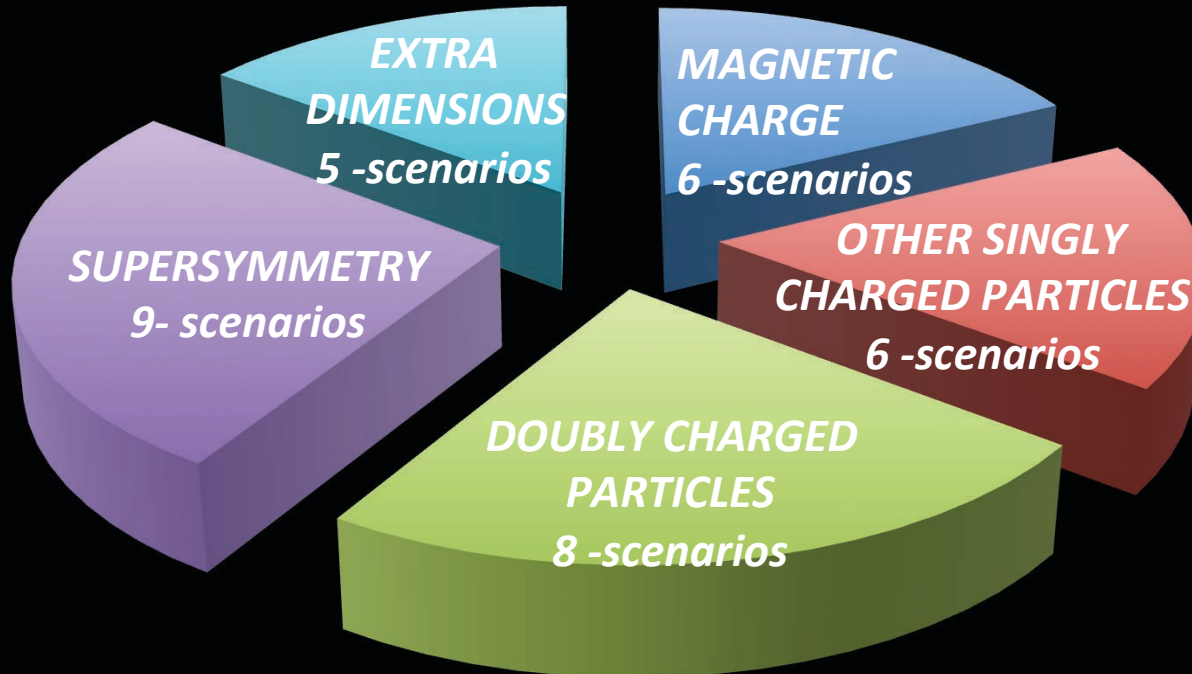 EXTRA
DIMENSIONS
5 -scenarios
MAGNETIC
CHARGE
6 -scenarios
OTHER SINGLY
CHARGED PARTICLES
6 -scenarios
SUPERSYMMETRY
9- scenarios
DOUBLY CHARGED
PARTICLES
8 -scenarios